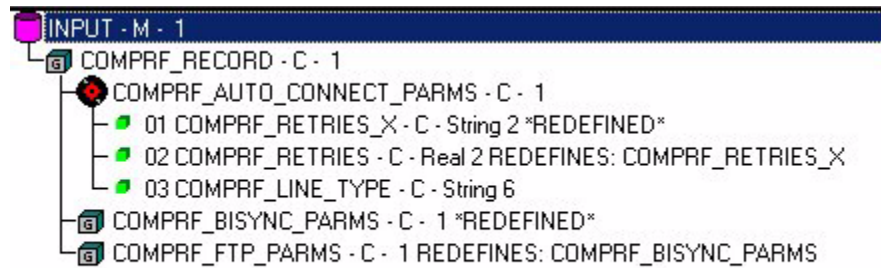 INPUT - M - 1
G COMPRF_RECORD - C - 1
COMPRF_AUTO_CONNECT_PARMS - C - 1
01 COMPRF_RETRIES_X - C - String 2 *REDEFINED*
02 COMPRF_RETRIES - C - Real 2 REDEFINES: COMPRF_RETRIES_X
03 COMPRF_LINE_TYPE - C - String 6
G COMPRF_BISYNC_PARMS - C - 1 *REDEFINED*
G COMPRF_FTP_PARMS - C - 1 REDEFINES: COMPRF_BISYNC_PARMS